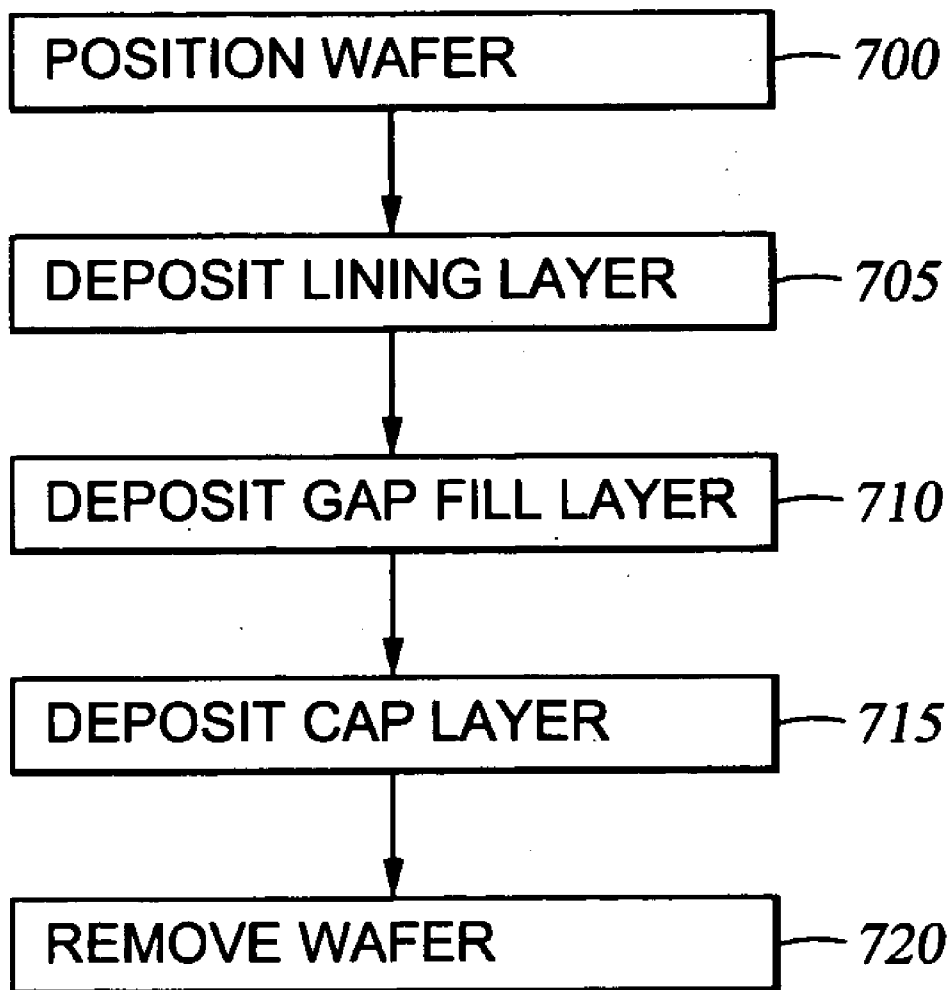 POSITION WAFER 700
DEPOSIT LINING LAYER 705
DEPOSIT GAP FILL LAYER 710
DEPOSIT CAP LAYER 715
REMOVE WAFER 720